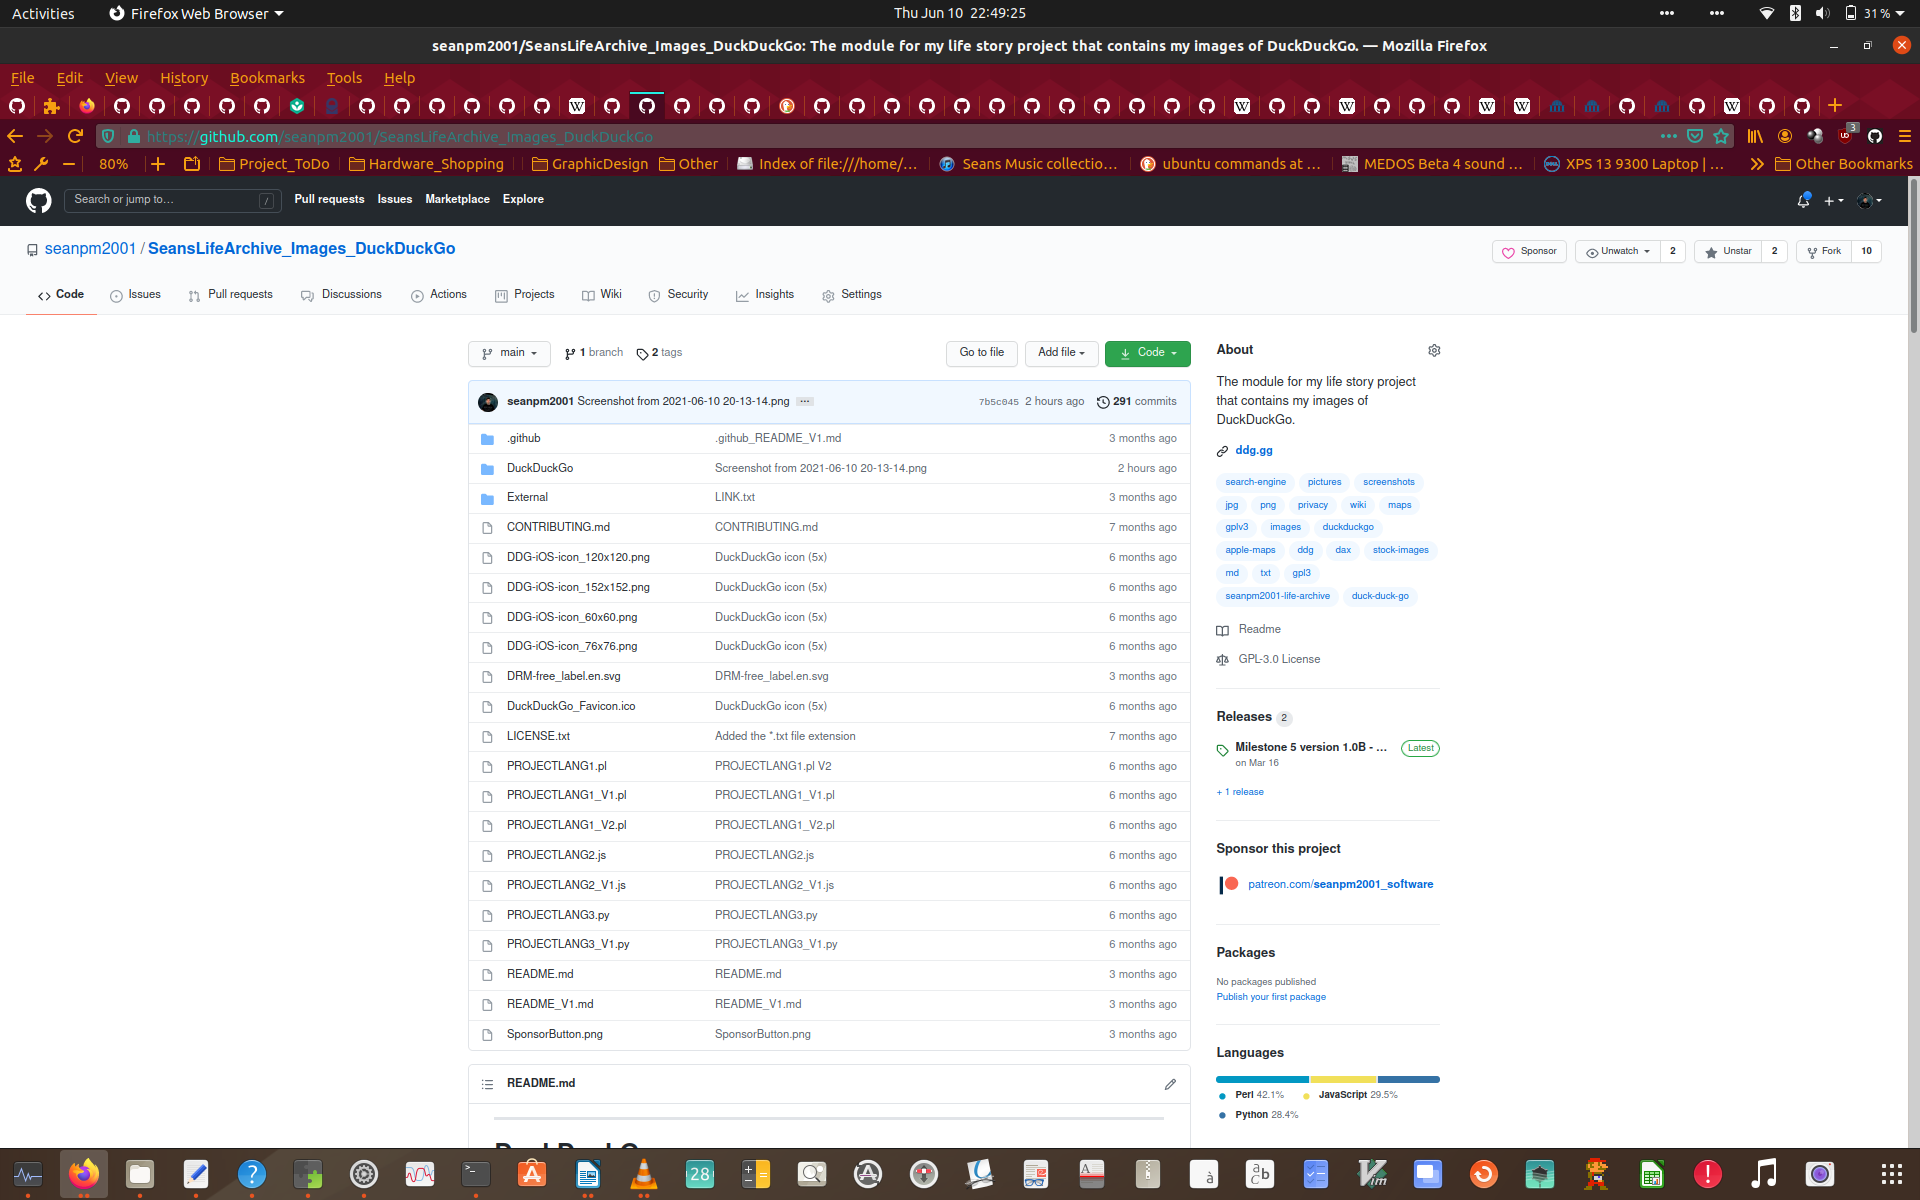 Activities Firefox Web Browser Thu Jun 10 22:49:25 31 %
seanpm2001/SeansLifeArchive_Images_DuckDuckGo: The module for my life story project that contains my images of DuckDuckGo. — Mozilla Firefox
File Edit View History Bookmarks Tools Help
https://github.com/seanpm2001/SeansLifeArchive_Images_DuckDuckGo 3
80% Project_ToDo Hardware_Shopping GraphicDesign Other Index of file:///home/… Seans Music collectio… ubuntu commands at … MEDOS Beta 4 sound … XPS 13 9300 Laptop | … Other Bookmarks
Search or jump to… / Pull requests Issues Marketplace Explore
seanpm2001 / SeansLifeArchive_Images_DuckDuckGo Sponsor Unwatch 2 Unstar 2 Fork 10
Code Issues Pull requests Discussions Actions Projects Wiki Security Insights Settings
main 1 branch 2 tags Go to file Add file Code
seanpm2001 Screenshot from 2021-06-10 20-13-14.png ... 7b5c045 2 hours ago 291 commits
.github .github_README_V1.md 3 months ago
DuckDuckGo Screenshot from 2021-06-10 20-13-14.png 2 hours ago
External LINK.txt 3 months ago
CONTRIBUTING.md CONTRIBUTING.md 7 months ago
DDG-iOS-icon_120x120.png DuckDuckGo icon (5x) 6 months ago
DDG-iOS-icon_152x152.png DuckDuckGo icon (5x) 6 months ago
DDG-iOS-icon_60x60.png DuckDuckGo icon (5x) 6 months ago
DDG-iOS-icon_76x76.png DuckDuckGo icon (5x) 6 months ago
DRM-free_label.en.svg DRM-free_label.en.svg 3 months ago
DuckDuckGo_Favicon.ico DuckDuckGo icon (5x) 6 months ago
LICENSE.txt Added the *.txt file extension 7 months ago
PROJECTLANG1.pl PROJECTLANG1.pl V2 6 months ago
PROJECTLANG1_V1.pl PROJECTLANG1_V1.pl 6 months ago
PROJECTLANG1_V2.pl PROJECTLANG1_V2.pl 6 months ago
PROJECTLANG2.js PROJECTLANG2.js 6 months ago
PROJECTLANG2_V1.js PROJECTLANG2_V1.js 6 months ago
PROJECTLANG3.py PROJECTLANG3.py 6 months ago
PROJECTLANG3_V1.py PROJECTLANG3_V1.py 6 months ago
README.md README.md 3 months ago
README_V1.md README_V1.md 3 months ago
SponsorButton.png SponsorButton.png 3 months ago
README.md
About
The module for my life story project
that contains my images of
DuckDuckGo.
ddg.gg
search-engine pictures screenshots
jpg png privacy wiki maps
gplv3 images duckduckgo
apple-maps ddg dax stock-images
md txt gpl3
seanpm2001-life-archive duck-duck-go
Readme
GPL-3.0 License
Releases 2
Milestone 5 version 1.0B - ... Latest
on Mar 16
+ 1 release
Sponsor this project
patreon.com/seanpm2001_software
Packages
No packages published
Publish your first package
Languages
Perl 42.1% JavaScript 29.5%
Python 28.4%
28